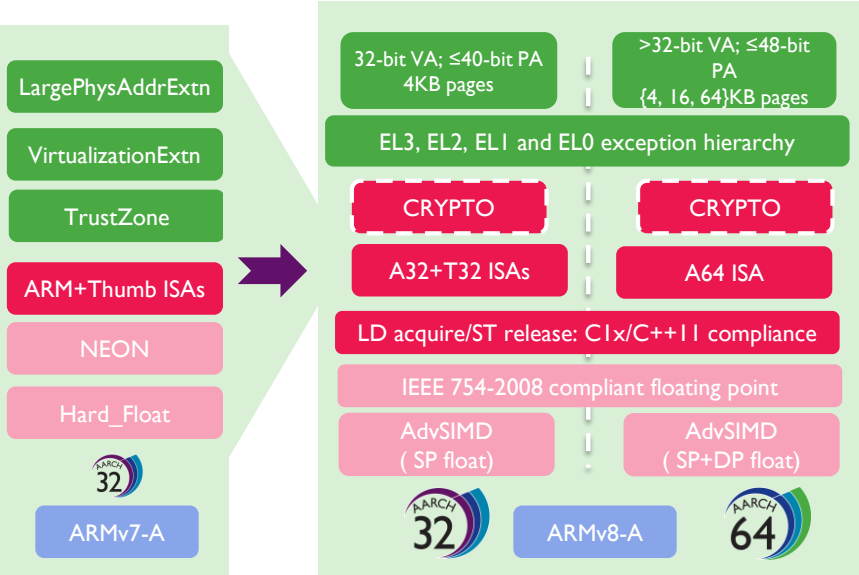 LargePhysAddrExtn
VirtualizationExtn
TrustZone
ARM+Thumb ISAs
NEON
Hard_Float
AARCH
32
ARMv7-A
32-bit VA; ≤40-bit PA
4KB pages
>32-bit VA; ≤48-bit
PA
{4, 16, 64}KB pages
EL3, EL2, EL1 and EL0 exception hierarchy
CRYPTO
CRYPTO
A32+T32 ISAs
A64 ISA
LD acquire/ST release: C1x/C++11 compliance
IEEE 754-2008 compliant floating point
AdvSIMD
( SP float)
AdvSIMD
( SP+DP float)
AARCH
32
ARMv8-A
AARCH
64